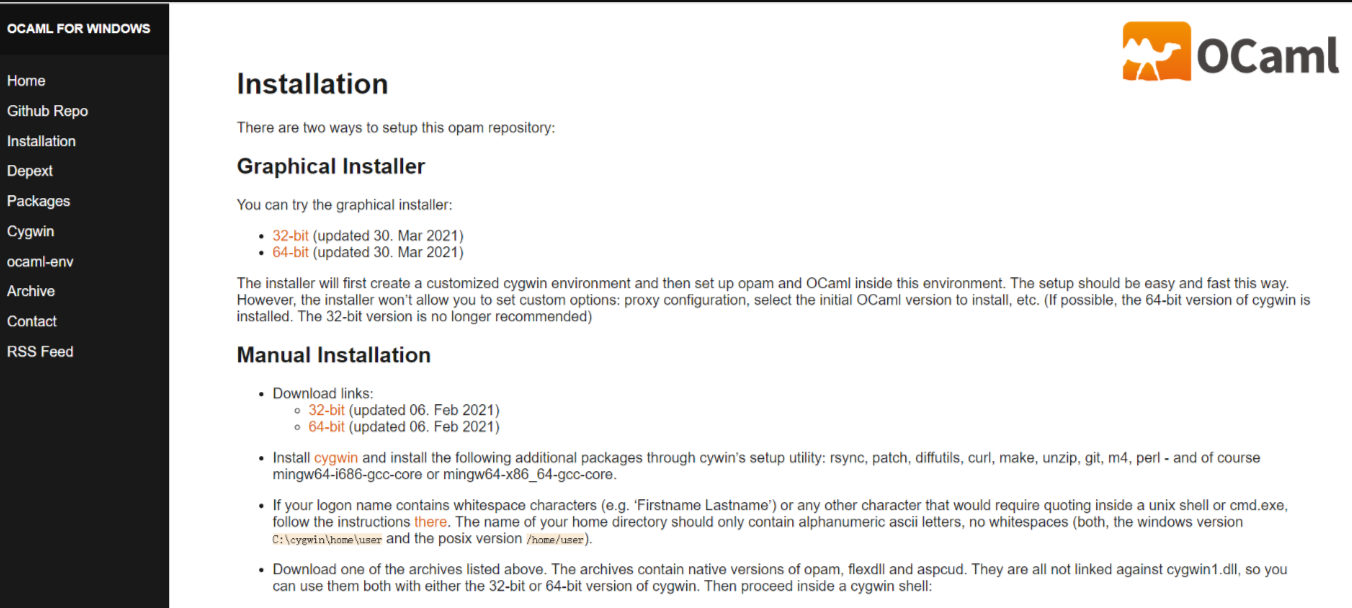 OCAML FOR WINDOWS
Home
Github Repo
Installation
Depext
Packages
Cygwin
ocaml-env
Archive
Contact
RSS Feed
OCaml
Installation
There are two ways to setup this opam repository:
Graphical Installer
You can try the graphical installer:
• 32-bit (updated 30. Mar 2021)
• 64-bit (updated 30. Mar 2021)
The installer will first create a customized cygwin environment and then set up opam and OCaml inside this environment. The setup should be easy and fast this way.
However, the installer won't allow you to set custom options: proxy configuration, select the initial OCaml version to install, etc. (If possible, the 64-bit version of cygwin is
installed. The 32-bit version is no longer recommended)
Manual Installation
• Download links:
◦ 32-bit (updated 06. Feb 2021)
◦ 64-bit (updated 06. Feb 2021)
• Install cygwin and install the following additional packages through cywin's setup utility: rsync, patch, diffutils, curl, make, unzip, git, m4, perl - and of course
mingw64-i686-gcc-core or mingw64-x86_64-gcc-core.
• If your logon name contains whitespace characters (e.g. ‘Firstname Lastname’) or any other character that would require quoting inside a unix shell or cmd.exe,
follow the instructions there. The name of your home directory should only contain alphanumeric ascii letters, no whitespaces (both, the windows version
C:\cygwin\home\user and the posix version /home/user).
• Download one of the archives listed above. The archives contain native versions of opam, flexdll and aspcud. They are all not linked against cygwin1.dll, so you
can use them both with either the 32-bit or 64-bit version of cygwin. Then proceed inside a cygwin shell: